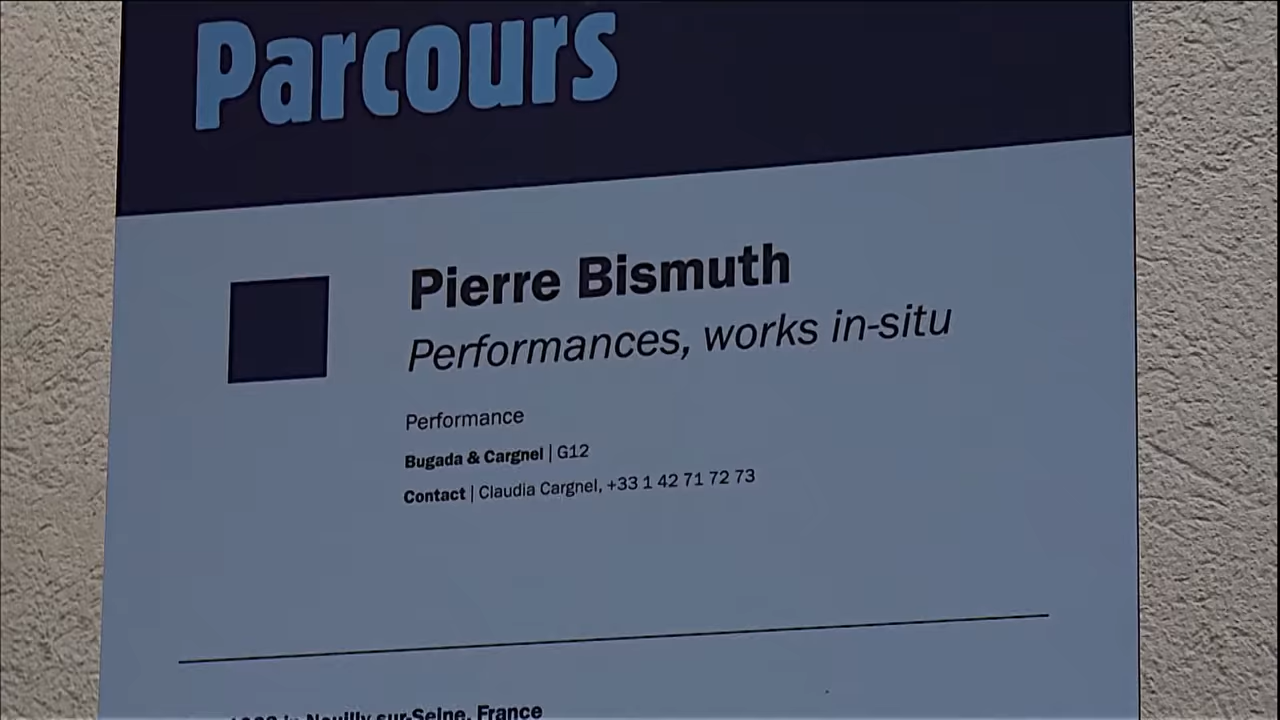 Parcours
Pierre Bismuth
Performances, works in-situ
Performance
Bugada & Cargnel | G12
Contact | Claudia Cargnel, +33 1 42 71 72 73
in Neuilly sur-Seine, France